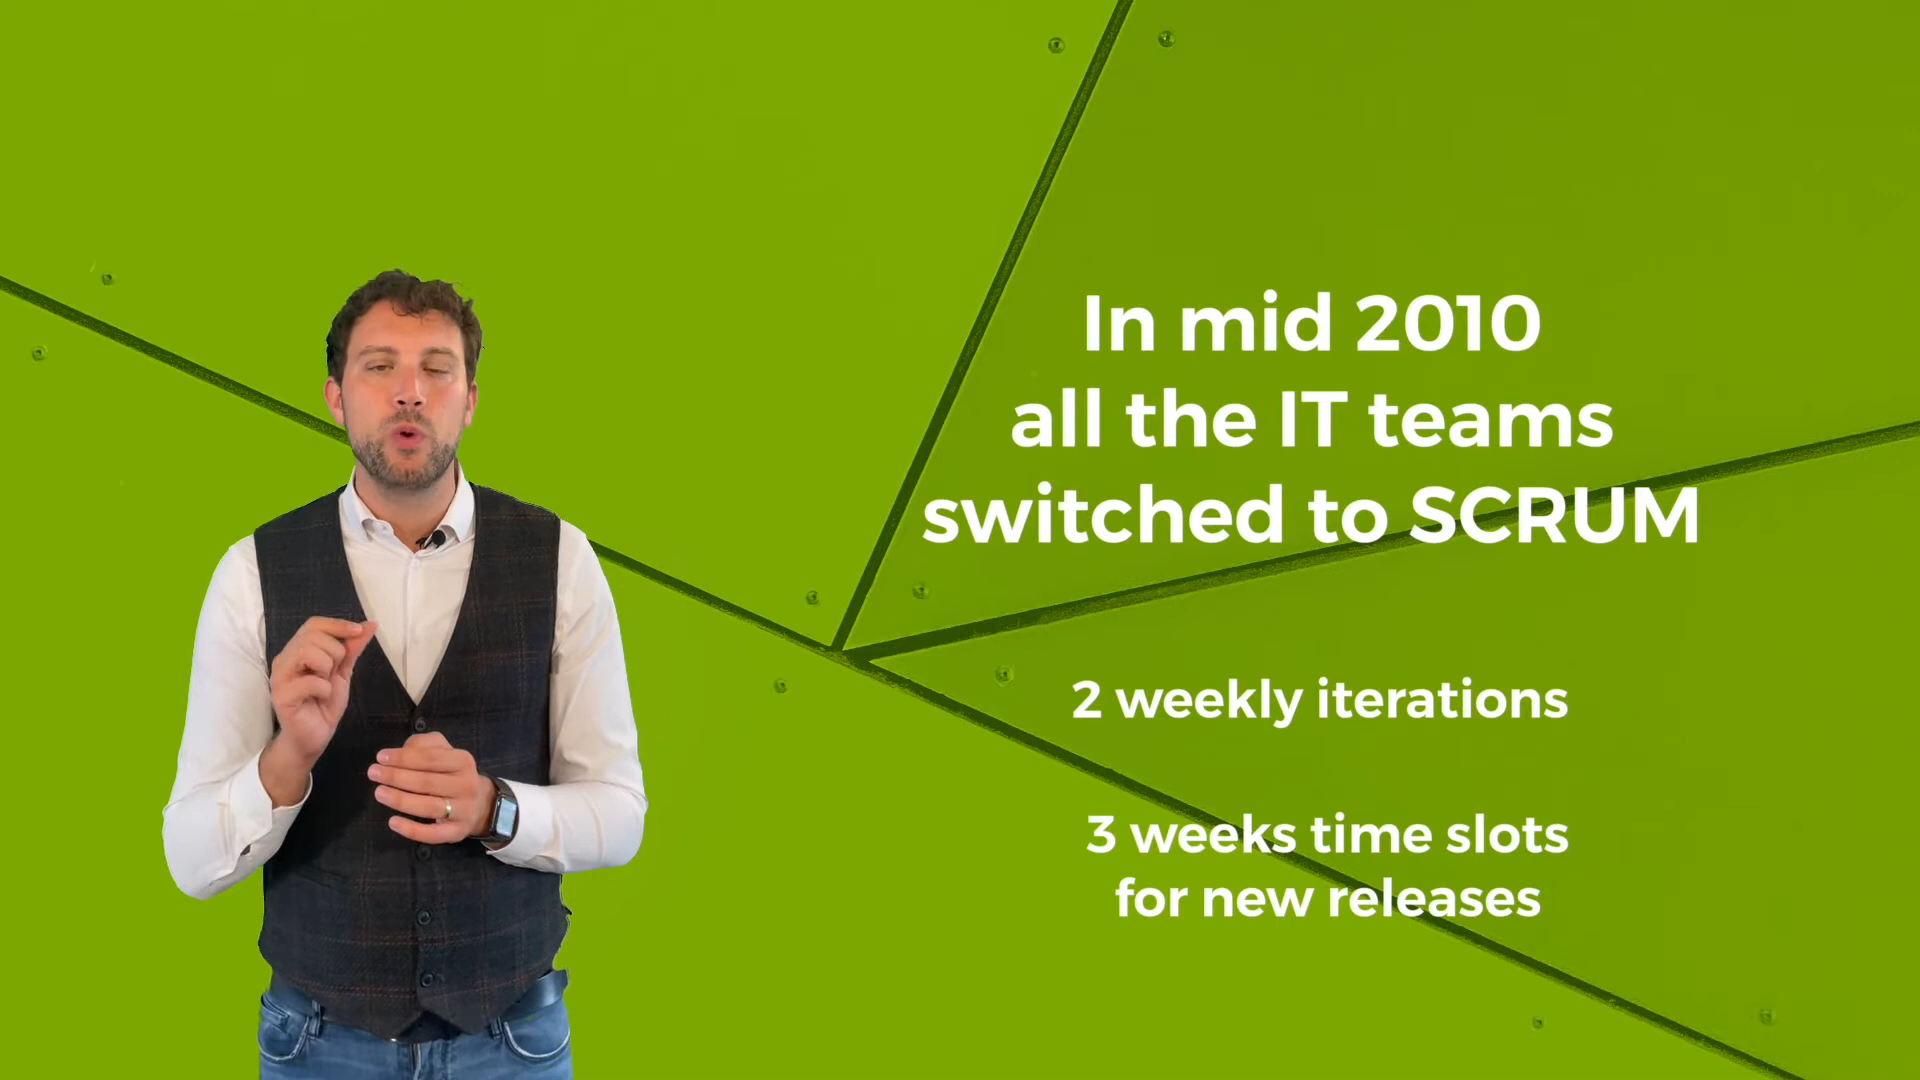 In mid 2010
all the IT teams
switched to SCRUM
2 weekly iterations
3 weeks time slots
for new releases